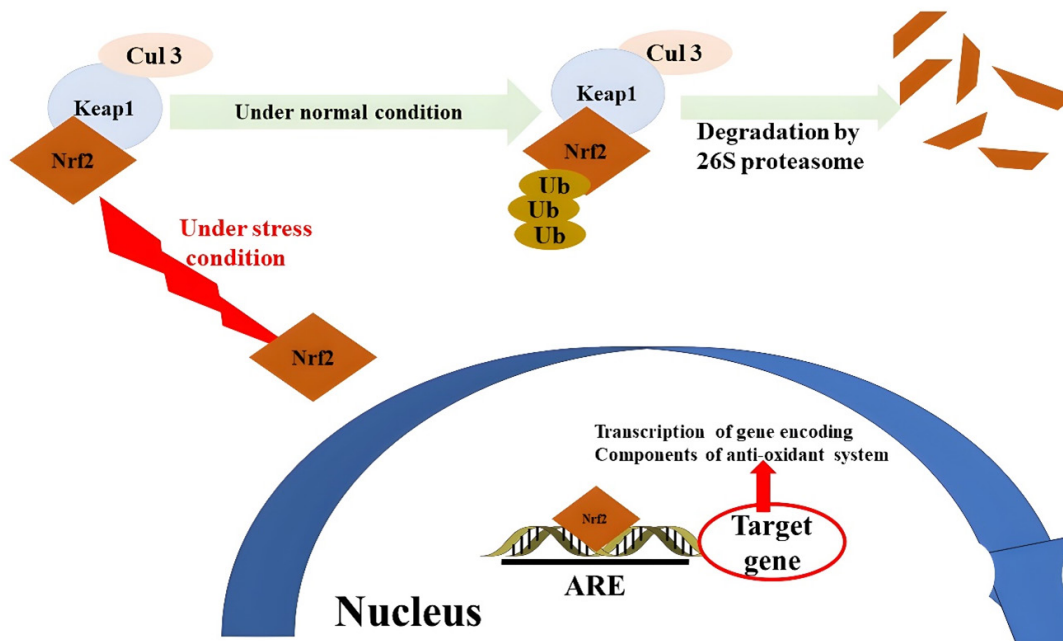 Cul 3
Keap1
Nrf2
Under normal condition
Cul 3
Keap1
Nrf2
Ub
Ub
Ub
Degradation by
26S proteasome
Under stress
condition
Nrf2
Transcription of gene encoding
Components of anti-oxidant system
Nrf2
ARE
Target
gene
Nucleus